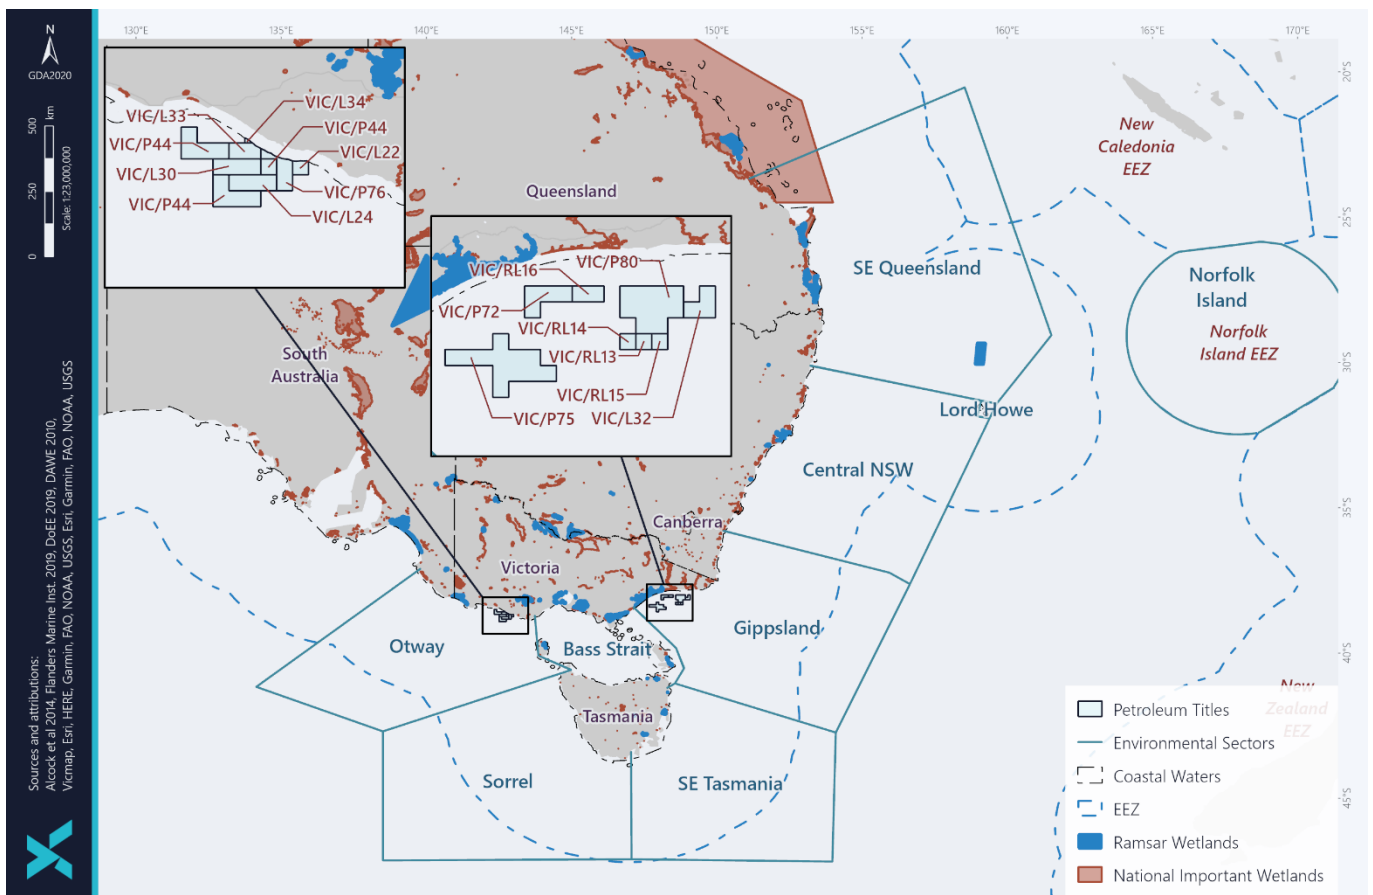 N
GDA2020
500
km
250
0
Scale: 1:23,000,000
Sources and attributions:
Alcock et al 2014, Flanders Marine Inst. 2019, DoEE 2019, DAWE 2010,
Vicmap, Esri, HERE, Garmin, FAO, NOAA, USGS, Esri, Garmin, FAO, NOAA, USGS
130°E
135°E
140°E
145°E
150°E
155°E
160°E
165°E
170°E
20°S
25°S
30°S
35°S
40°S
45°S
VIC/L34
VIC/L33
VIC/P44
VIC/P44
VIC/L22
VIC/L30
VIC/P76
VIC/P44
VIC/L24
VIC/P80
VIC/RL16
VIC/P72
VIC/RL14
VIC/RL13
VIC/RL15
VIC/P75
VIC/L32
Queensland
South
Australia
Canberra
Victoria
Tasmania
New
Caledonia
EEZ
SE Queensland
Norfolk
Island
Norfolk
Island EEZ
Lord Howe
Central NSW
Gippsland
Otway
Bass Strait
Sorrel
SE Tasmania
New
Zealand
EEZ
Petroleum Titles
Environmental Sectors
Coastal Waters
EEZ
Ramsar Wetlands
National Important Wetlands